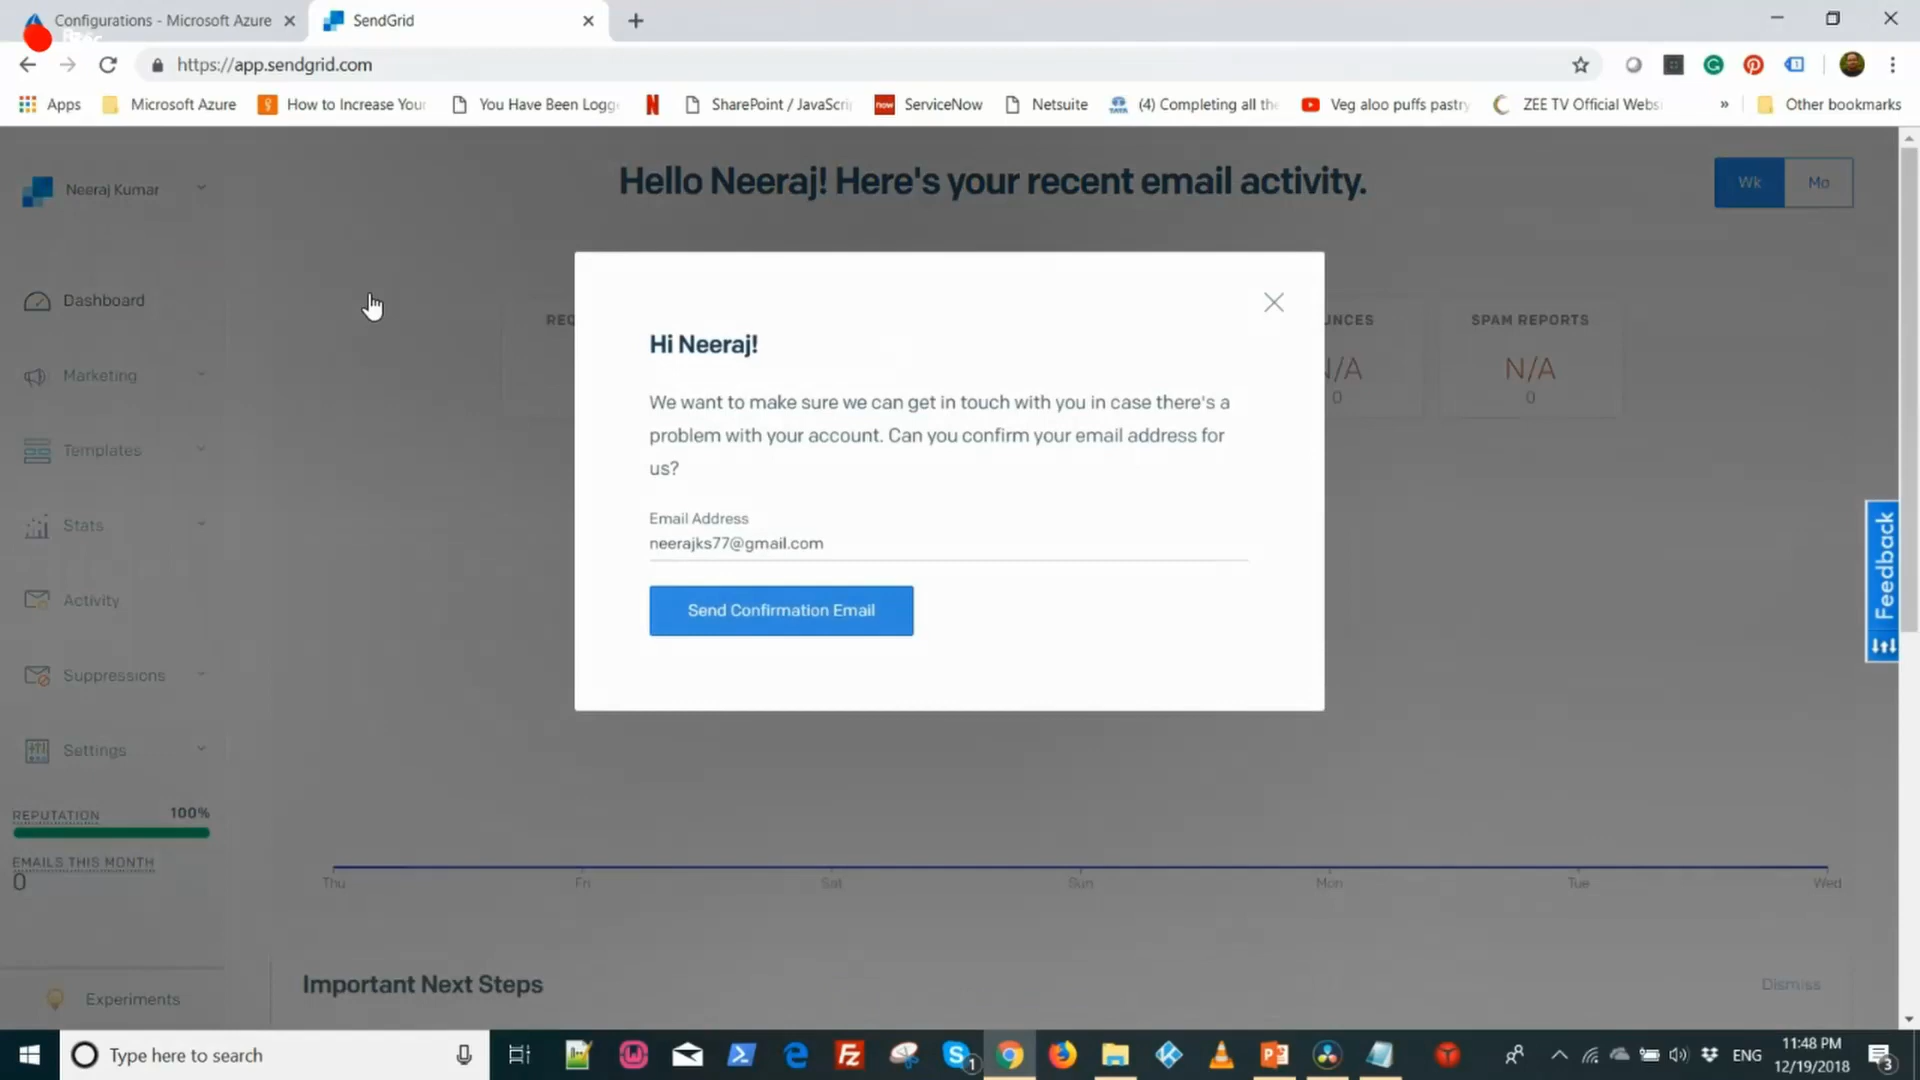 Configurations - Microsoft Azure
SendGrid
https://app.sendgrid.com
Apps
Microsoft Azure
How to Increase Your
You Have Been Logg
SharePoint / JavaScri
now
ServiceNow
Netsuite
TATA
(4) Completing all the
Veg aloo puffs pastry
ZEE TV Official Webs
»
Other bookmarks
Neeraj Kumar
Hello Neeraj! Here's your recent email activity.
Wk
Mo
Dashboard
Marketing
Templates
Stats
Activity
Suppressions
Settings
REPUTATION
100%
EMAILS THIS MONTH
0
Experiments
REQ
UNCES
N/A
0
SPAM REPORTS
N/A
0
Hi Neeraj!
We want to make sure we can get in touch with you in case there's a
problem with your account. Can you confirm your email address for
us?
Email Address
neerajks77@gmail.com
Send Confirmation Email
Feedback
Thu
Fri
Sat
Sun
Mon
Tue
Wed
Important Next Steps
Dismiss
Type here to search
1
ENG
11:48 PM
12/19/2018
3